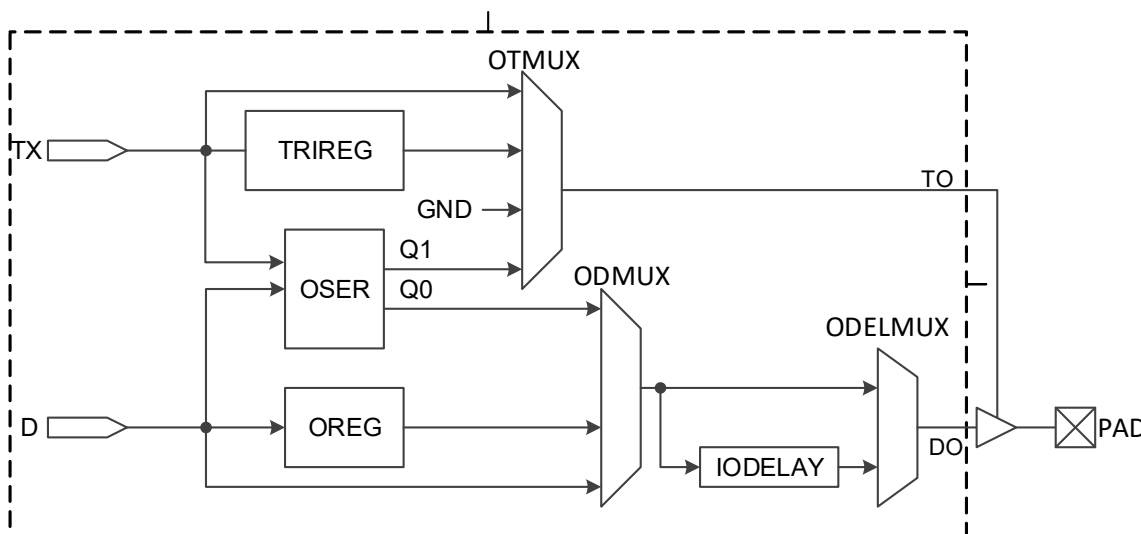 OTMUX
TX
TRIREG
TO
GND
Q1
OSER
Q0
ODMUX
ODELMUX
D
OREG
DO
PAD
IODELAY